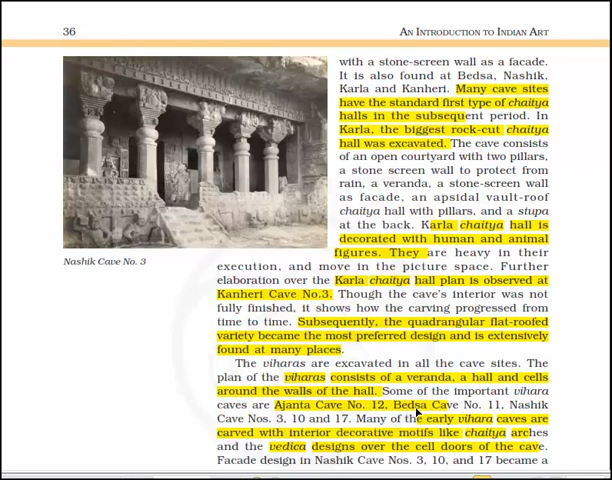 36
AN INTRODUCTION TO INDIAN ART
with a stone-screen wall as a facade.
It is also found at Bedsa, Nashik,
Karla and Kanheri. Many cave sites
have the standard first type of chaitya
halls in the subsequent period. In
Karla, the biggest rock-cut chaitya
hall was excavated. The cave consists
of an open courtyard with two pillars,
a stone screen wall to protect from
rain, a veranda, a stone-screen wall
as facade, an apsidal vault-roof
chaitya hall with pillars, and a stupa
at the back. Karla chaitya hall is
decorated with human and animal
figures. They are heavy in their
Nashik Cave No. 3
execution, and move in the picture space. Further
elaboration over the Karla chaitya hall plan is observed at
Kanheri Cave No.3. Though the cave's interior was not
fully finished, it shows how the carving progressed from
time to time. Subsequently, the quadrangular flat-roofed
variety became the most preferred design and is extensively
found at many places.
The viharas are excavated in all the cave sites. The
plan of the viharas consists of a veranda, a hall and cells
around the walls of the hall. Some of the important vihara
caves are Ajanta Cave No. 12, Bedsa Cave No. 11, Nashik
Cave Nos. 3, 10 and 17. Many of the early vihara caves are
carved with interior decorative motifs like chaitya arches
and the vedica designs over the cell doors of the cave.
Facade design in Nashik Cave Nos. 3, 10, and 17 became a